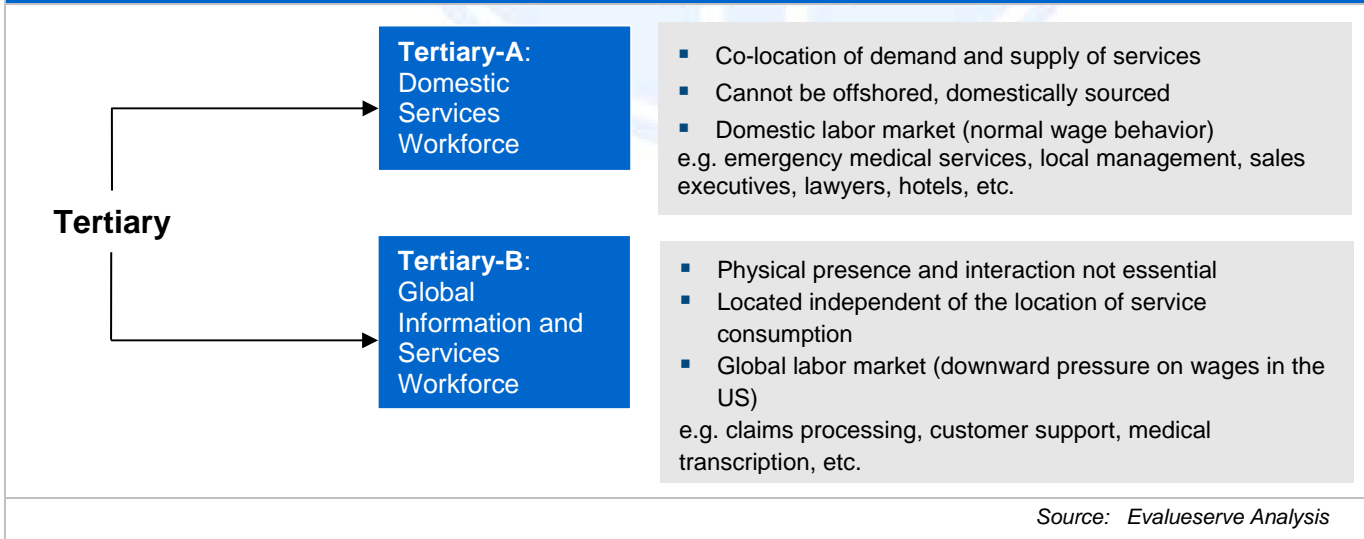 Tertiary
Tertiary-A:
Domestic
Services
Workforce
▪ Co-location of demand and supply of services
▪ Cannot be offshored, domestically sourced
▪ Domestic labor market (normal wage behavior)
e.g. emergency medical services, local management, sales
executives, lawyers, hotels, etc.
Tertiary-B:
Global
Information and
Services
Workforce
▪ Physical presence and interaction not essential
▪ Located independent of the location of service
consumption
▪ Global labor market (downward pressure on wages in the
US)
e.g. claims processing, customer support, medical
transcription, etc.
Source: Evalueserve Analysis